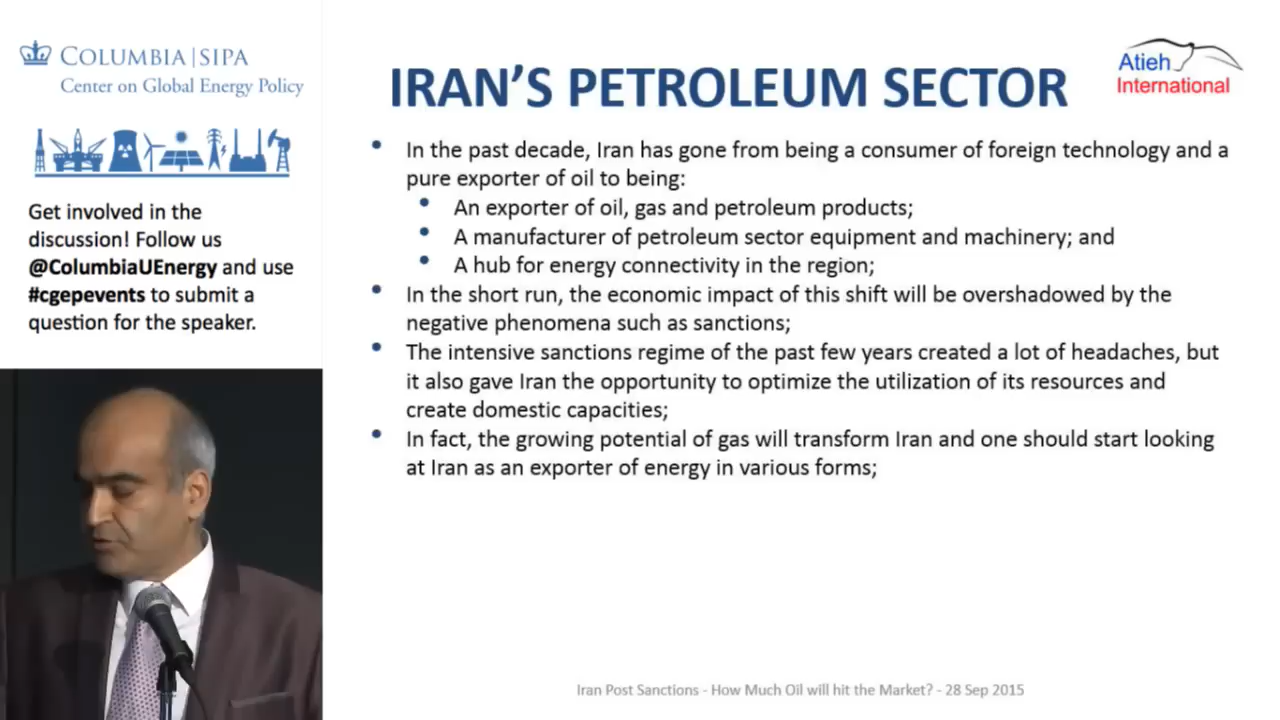 COLUMBIA | SIPA
Center on Global Energy Policy
Get involved in the
discussion! Follow us
@ColumbiaUEnergy and use
#cgepevents to submit a
question for the speaker.
IRAN'S PETROLEUM SECTOR
Atieh
International
• In the past decade, Iran has gone from being a consumer of foreign technology and a
pure exporter of oil to being:
• An exporter of oil, gas and petroleum products;
• A manufacturer of petroleum sector equipment and machinery; and
• A hub for energy connectivity in the region;
• In the short run, the economic impact of this shift will be overshadowed by the
negative phenomena such as sanctions;
• The intensive sanctions regime of the past few years created a lot of headaches, but
it also gave Iran the opportunity to optimize the utilization of its resources and
create domestic capacities;
• In fact, the growing potential of gas will transform Iran and one should start looking
at Iran as an exporter of energy in various forms;
Iran Post Sanctions - How Much Oil will hit the Market? - 28 Sep 2015